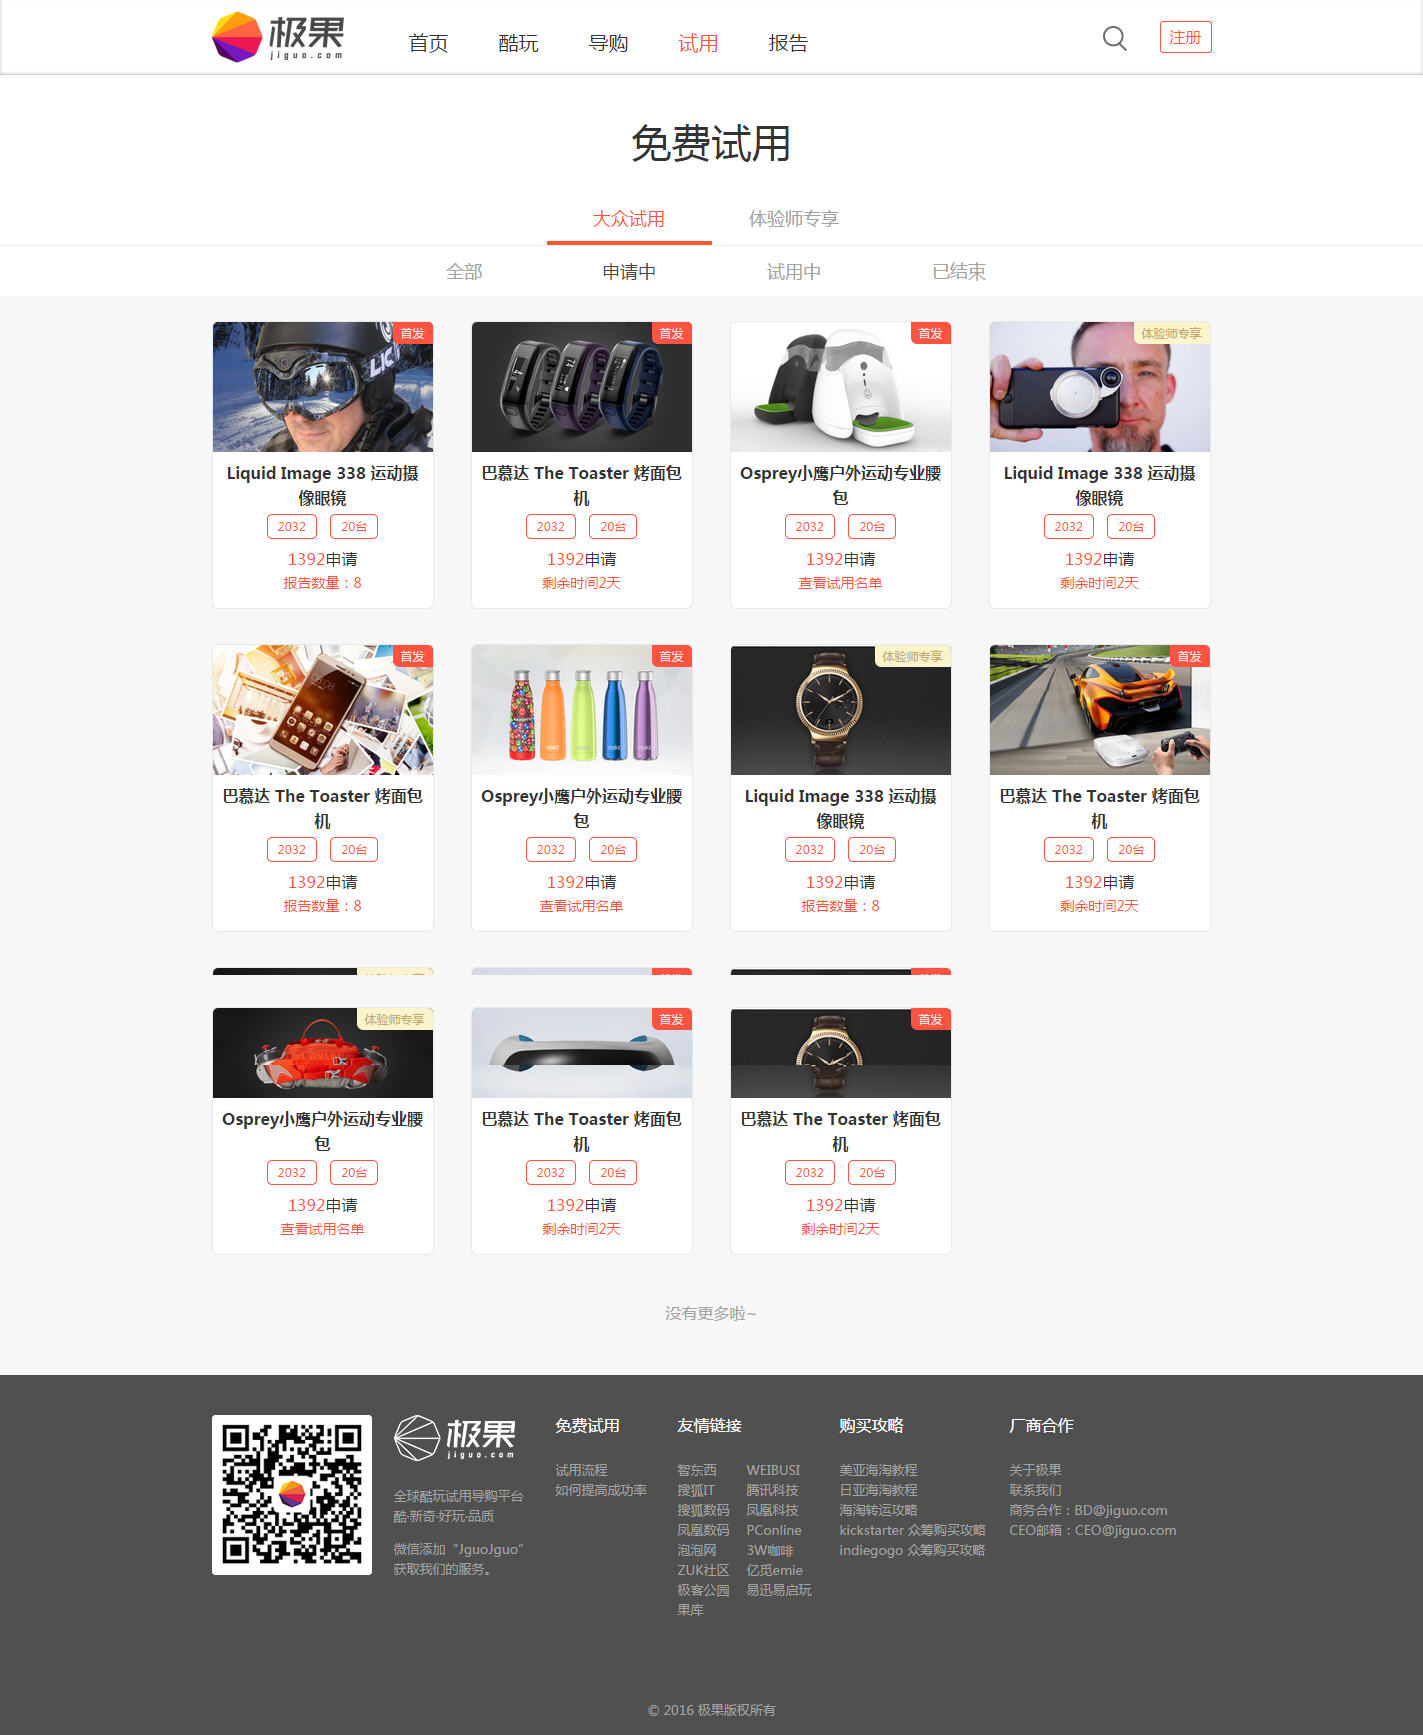 极果
jiguo.com
首页 酷玩 导购 试用 报告
注册
免费试用
大众试用 体验师专享
全部 申请中 试用中 已结束
首发 首发 首发 体验师专享
Liquid Image 338 运动摄
像眼镜
2032 20台
1392申请
报告数量：8
巴慕达 The Toaster 烤面包
机
2032 20台
1392申请
剩余时间2天
Osprey小鹰户外运动专业腰
包
2032 20台
1392申请
查看试用名单
Liquid Image 338 运动摄
像眼镜
2032 20台
1392申请
剩余时间2天
首发 首发 体验师专享 首发
巴慕达 The Toaster 烤面包
机
2032 20台
1392申请
报告数量：8
Osprey小鹰户外运动专业腰
包
2032 20台
1392申请
查看试用名单
Liquid Image 338 运动摄
像眼镜
2032 20台
1392申请
报告数量：8
巴慕达 The Toaster 烤面包
机
2032 20台
1392申请
剩余时间2天
体验师专享 首发 首发
Osprey小鹰户外运动专业腰
包
2032 20台
1392申请
查看试用名单
巴慕达 The Toaster 烤面包
机
2032 20台
1392申请
剩余时间2天
巴慕达 The Toaster 烤面包
机
2032 20台
1392申请
剩余时间2天
没有更多啦~
极果
jiguo.com
全球酷玩试用导购平台
酷·新奇·好玩·品质
微信添加“JguoJguo”
获取我们的服务。
免费试用
试用流程
如何提高成功率
友情链接
智东西 WEIBUSI
搜狐IT 腾讯科技
搜狐数码 凤凰科技
凤凰数码 PConline
泡泡网 3W咖啡
ZUK社区 亿觅emie
极客公园 易迅易启玩
果库
购买攻略
美亚海淘教程
日亚海淘教程
海淘转运攻略
kickstarter 众筹购买攻略
indiegogo 众筹购买攻略
厂商合作
关于极果
联系我们
商务合作：BD@jiguo.com
CEO邮箱：CEO@jiguo.com
© 2016 极果版权所有